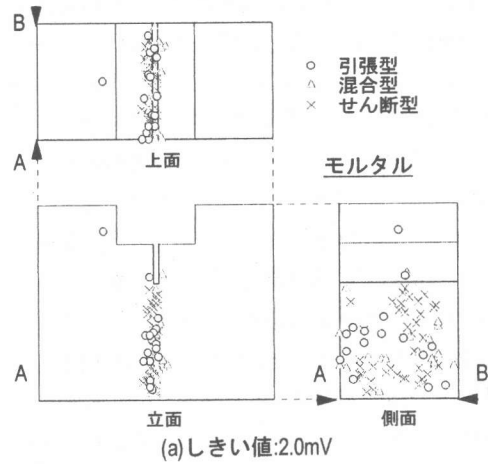 B
○ 引張型
△ 混合型
× せん断型
A
上面
モルタル
A
A
B
立面
側面
(a)しきい値:2.0mV